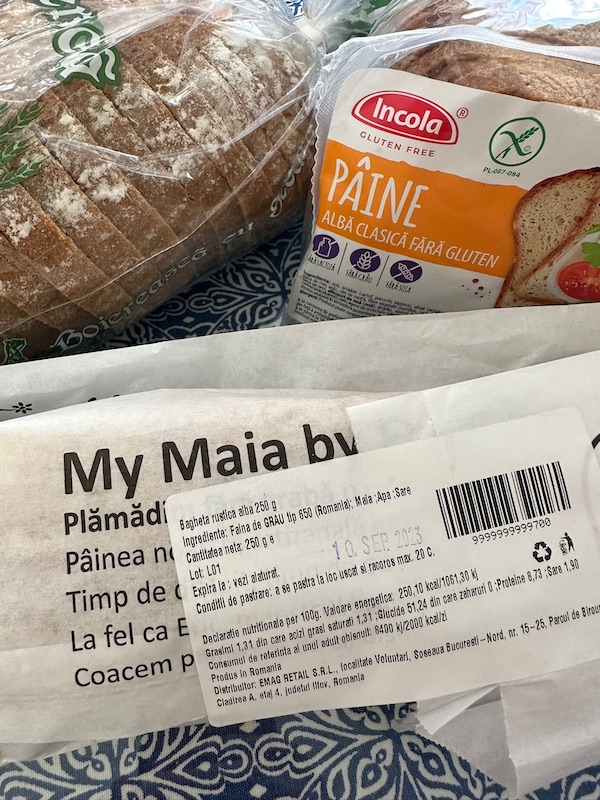 Boierească
Incola®
GLUTEN FREE
PL-087-084
PÂINE
ALBĂ CLASICĂ FĂRĂ GLUTEN
FĂRĂ LACTOZĂ
FĂRĂ GRÂU
FĂRĂ SOIA
My Maia by
Plămădi
Pâinea n
Timp de
La fel ca
Coacem p
Bagheta rustica alba 250 g
Ingrediente: Faina de GRAU tip 650 (Romania); Maia ;Apa ;Sare
Cantitatea neta: 250 g e
Lot: L01
Expira la : vezi alaturat.
10. SEP. 2023
Conditii de pastrare: a se pastra la loc uscat si racoros max. 20 C.
9999999999700
Declaratie nutritionala per 100g. Valoare energetica: 250,10 kcal/1061,30 kj
Grasimi 1,31 din care acizi grasi saturati 1,31 ;Glucide 51,24 din care zaharuri 0 ;Proteine 8,73 ;Sare 1,90
Consumul de referinta al unui adult obisnuit: 8400 kj/2000 kcal/zi
Produs in Romania
Distribuitor: EMAG RETAIL S.R.L., localitate Voluntari, Soseaua Bucuresti-Nord, nr. 15-25, Parcul de Birour
Cladirea A, etaj 4, judetul Ilfov, Romania